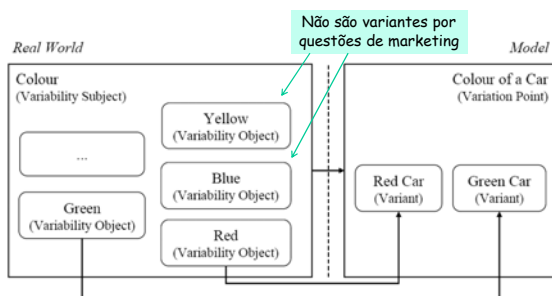 Não são variantes por
questões de marketing
Real World
Model
Colour
(Variability Subject)
Colour of a Car
(Variation Point)
Yellow
(Variability Object)
...
Blue
(Variability Object)
Red Car
(Variant)
Green Car
(Variant)
Green
(Variability Object)
Red
(Variability Object)